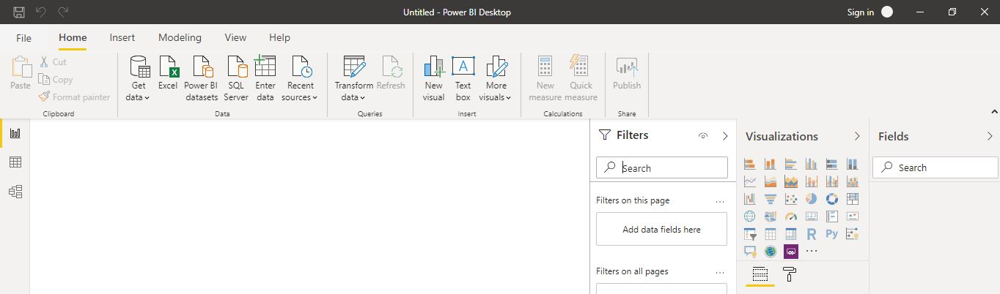 Untitled - Power BI Desktop
Sign in
File Home Insert Modeling View Help
Paste
Cut
Copy
Format painter
Clipboard
Get data
Excel
Power BI datasets
SQL Server
Enter data
Recent sources
Data
Transform data
Refresh
Queries
New visual
Text box
A
More visuals
Insert
New measure
Quick measure
Calculations
Publish
Share
Filters
Search
Filters on this page ...
Add data fields here
Filters on all pages ...
Visualizations
123
R Py
...
Fields
Search